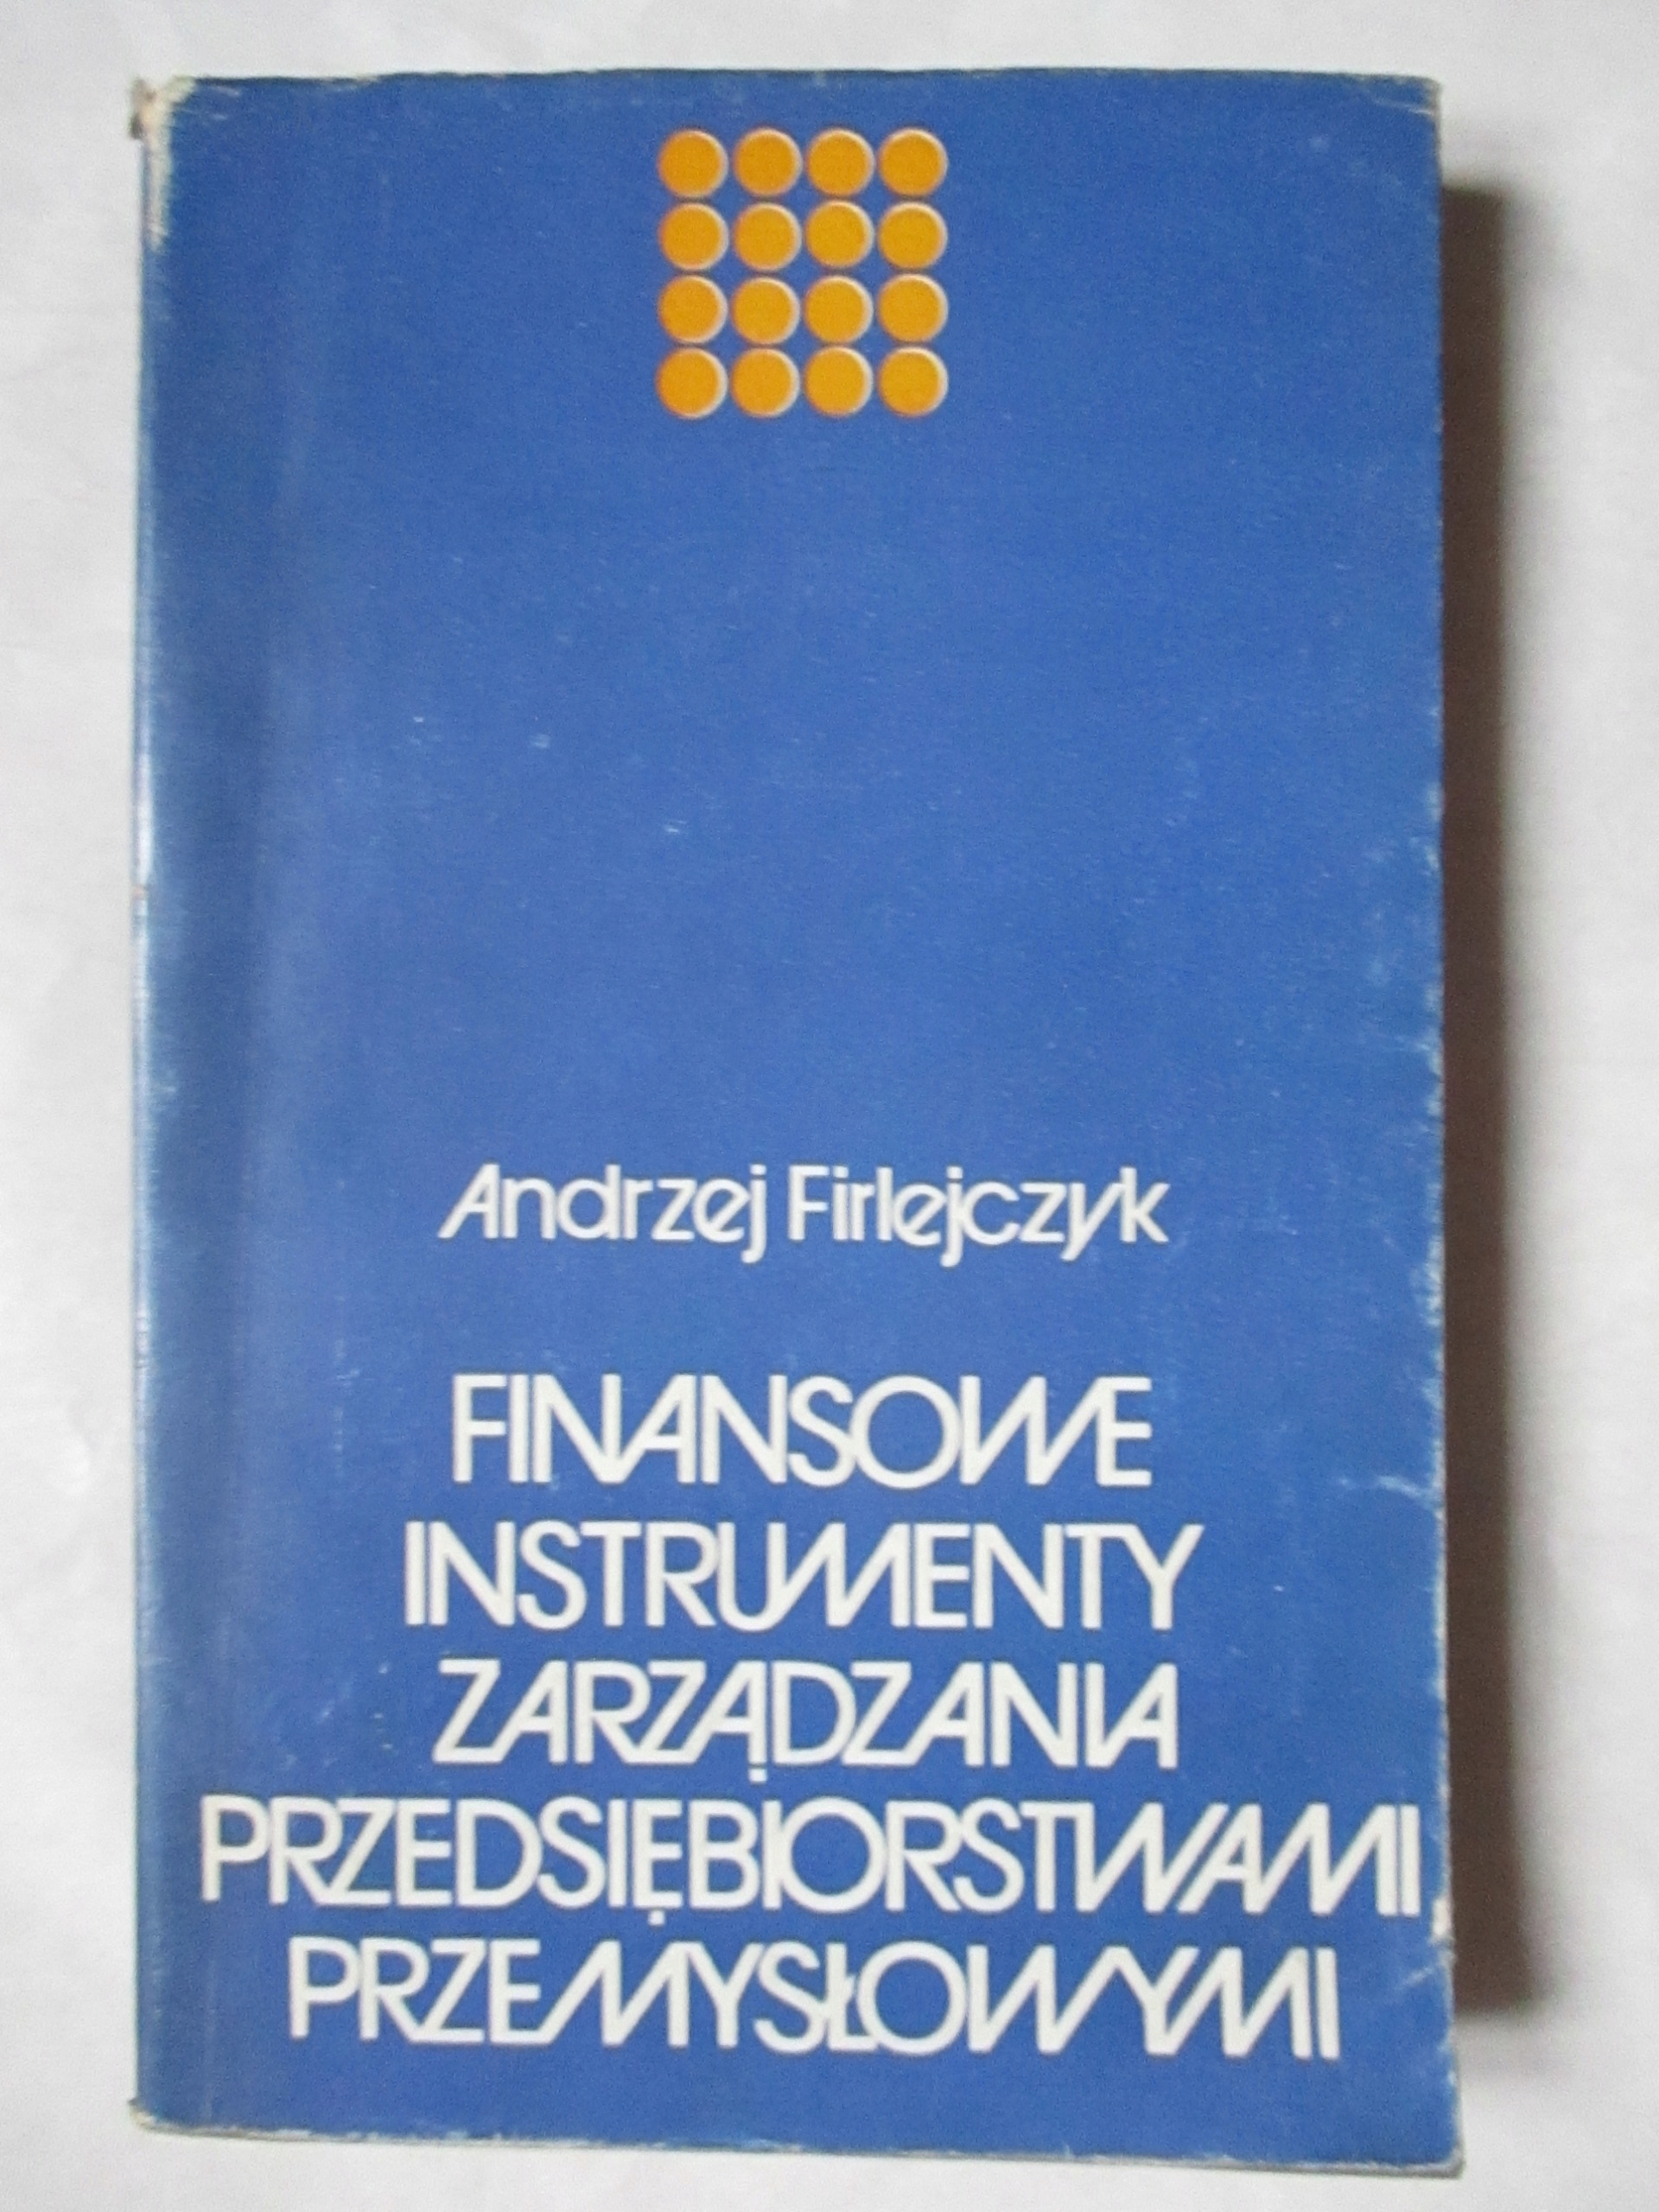 Andrzej Firlejczyk
FINANSOWE
INSTRUMENTY
ZARZĄDZANIA
PRZEDSIĘBIORSTWAMI
PRZEMYSŁOWYMI